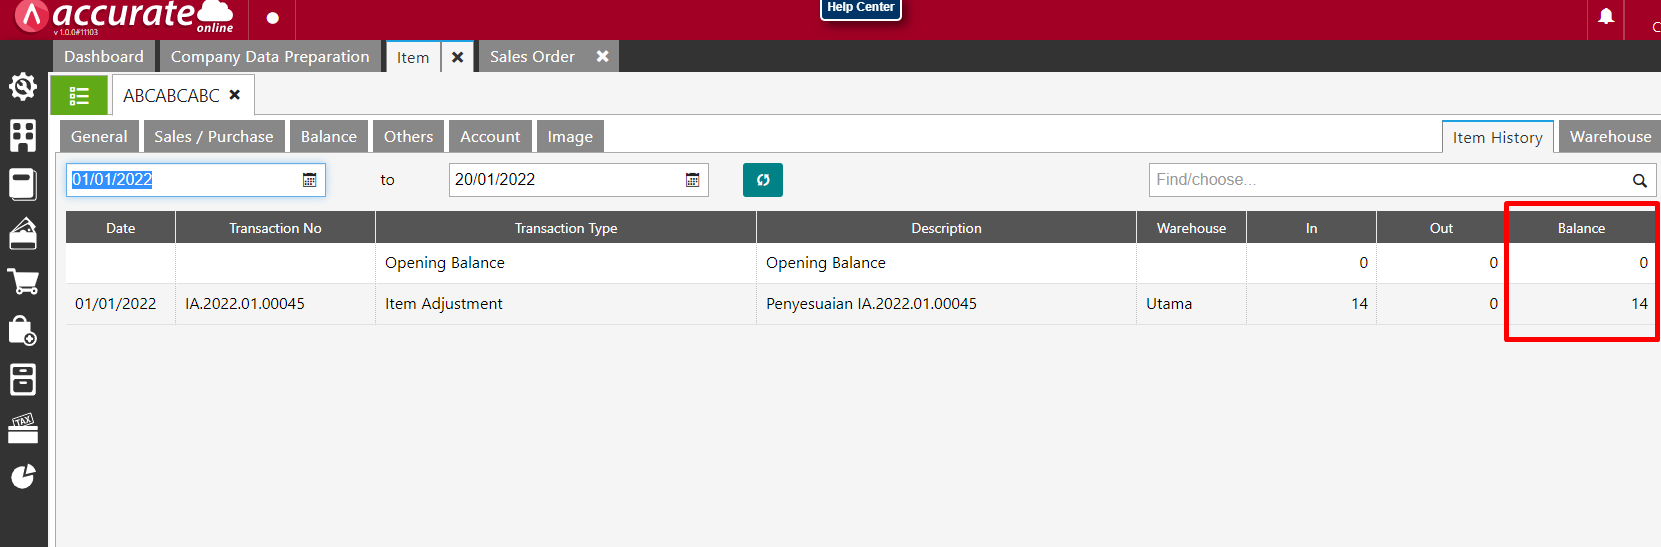 accurate
online
v 1.0.0#11103
Help Center
C
Dashboard Company Data Preparation Item Sales Order
ABCABCABC
General Sales / Purchase Balance Others Account Image Item History Warehouse
01/01/2022 to 20/01/2022 Find/choose...
Date Transaction No Transaction Type Description Warehouse In Out Balance
Opening Balance Opening Balance 0 0 0
01/01/2022 IA.2022.01.00045 Item Adjustment Penyesuaian IA.2022.01.00045 Utama 14 0 14
TAX